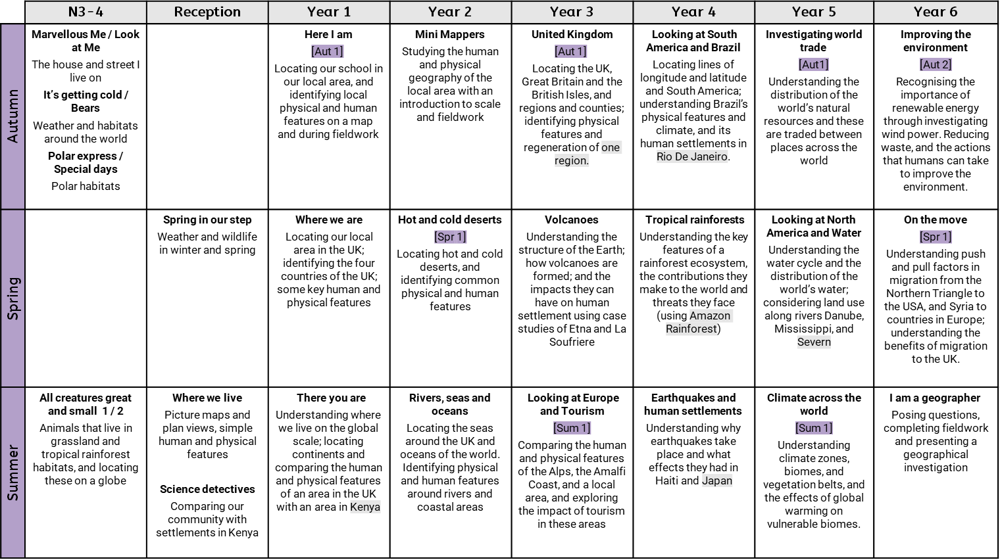 N3-4
Reception
Year 1
Year 2
Year 3
Year 4
Year 5
Year 6
Autumn
Marvellous Me / Look
at Me
The house and street I
live on
It’s getting cold /
Bears
Weather and habitats
around the world
Polar express /
Special days
Polar habitats
Here I am
[Aut 1]
Locating our school in
our local area, and
identifying local
physical and human
features on a map
and during fieldwork
Mini Mappers
Studying the human
and physical
geography of the
local area with an
introduction to scale
and fieldwork
United Kingdom
[Aut 1]
Locating the UK,
Great Britain and the
British Isles, and
regions and counties;
identifying physical
features and
regeneration of one
region.
Looking at South
America and Brazil
Locating lines of
longitude and latitude
and South America;
understanding Brazil’s
physical features and
climate, and its
human settlements in
Rio De Janeiro.
Investigating world
trade
[Aut1]
Understanding the
distribution of the
world’s natural
resources and these
are traded between
places across the
world
Improving the
environment
[Aut 2]
Recognising the
importance of
renewable energy
through investigating
wind power. Reducing
waste, and the actions
that humans can take
to improve the
environment.
Spring
Spring in our step
Weather and wildlife
in winter and spring
Where we are
Locating our local
area in the UK;
identifying the four
countries of the UK;
some key human and
physical features
Hot and cold deserts
[Spr 1]
Locating hot and cold
deserts, and
identifying common
physical and human
features
Volcanoes
Understanding the
structure of the Earth;
how volcanoes are
formed; and the
impacts they can
have on human
settlement using case
studies of Etna and La
Soufriere
Tropical rainforests
Understanding the key
features of a
rainforest ecosystem,
the contributions they
make to the world and
threats they face
(using Amazon
Rainforest)
Looking at North
America and Water
Understanding the
water cycle and the
distribution of the
world’s water;
considering land use
along rivers Danube,
Mississippi, and
Severn
On the move
[Spr 1]
Understanding push
and pull factors in
migration from the
Northern Triangle to
the USA, and Syria to
countries in Europe;
understanding the
benefits of migration
to the UK.
Summer
All creatures great
and small 1 / 2
Animals that live in
grassland and
tropical rainforest
habitats, and locating
these on a globe
Where we live
Picture maps and
plan views, simple
human and physical
features
Science detectives
Comparing our
community with
settlements in Kenya
There you are
Understanding where
we live on the global
scale; locating
continents and
comparing the human
and physical features
of an area in the UK
with an area in Kenya
Rivers, seas and
oceans
Locating the seas
around the UK and
oceans of the world.
Identifying physical
and human features
around rivers and
coastal areas
Looking at Europe
and Tourism
[Sum 1]
Comparing the human
and physical features
of the Alps, the Amalfi
Coast, and a local
area, and exploring
the impact of tourism
in these areas
Earthquakes and
human settlements
Understanding why
earthquakes take
place and what
effects they had in
Haiti and Japan
Climate across the
world
[Sum 1]
Understanding
climate zones,
biomes, and
vegetation belts, and
the effects of global
warming on
vulnerable biomes.
I am a geographer
Posing questions,
completing fieldwork
and presenting a
geographical
investigation